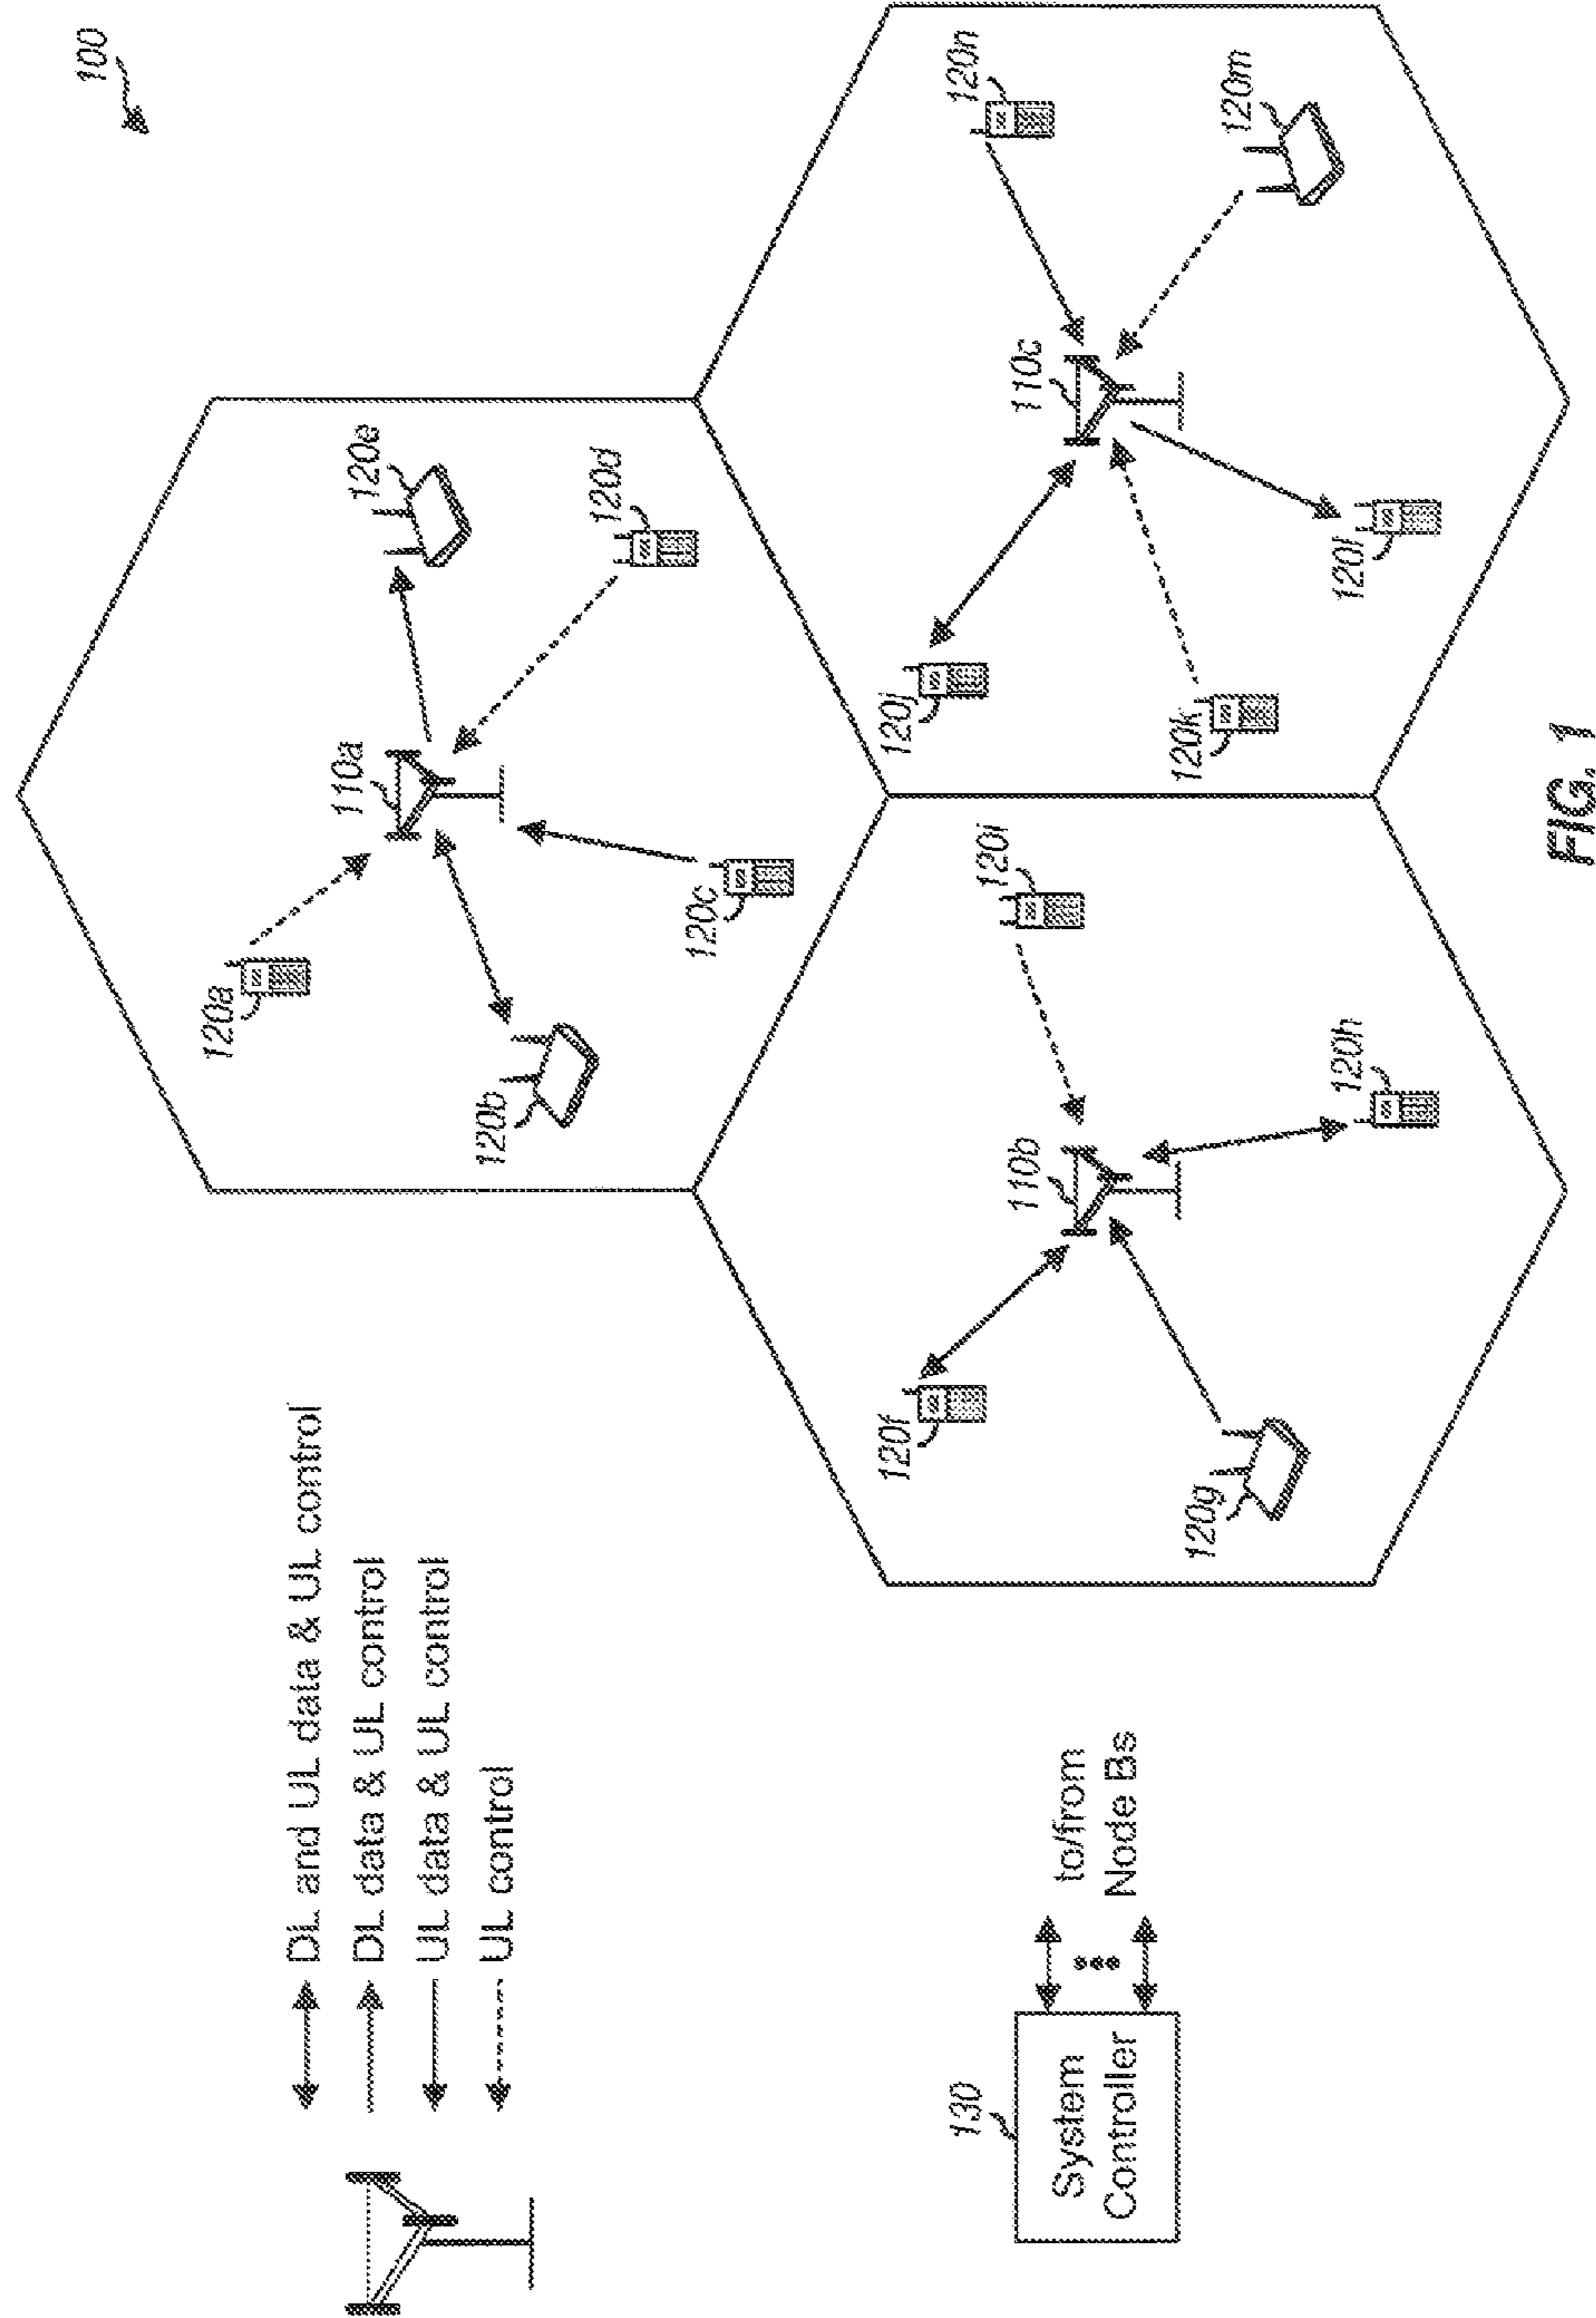 100
DL and UL data & UL control
DL data & UL control
UL data & UL control
UL control
120a
110a
120e
120b
120d
120c
130
System
Controller
to/from
Node Bs
120f
110b
120i
120g
120h
120j
110c
120n
120k
120l
120m
FIG. 1